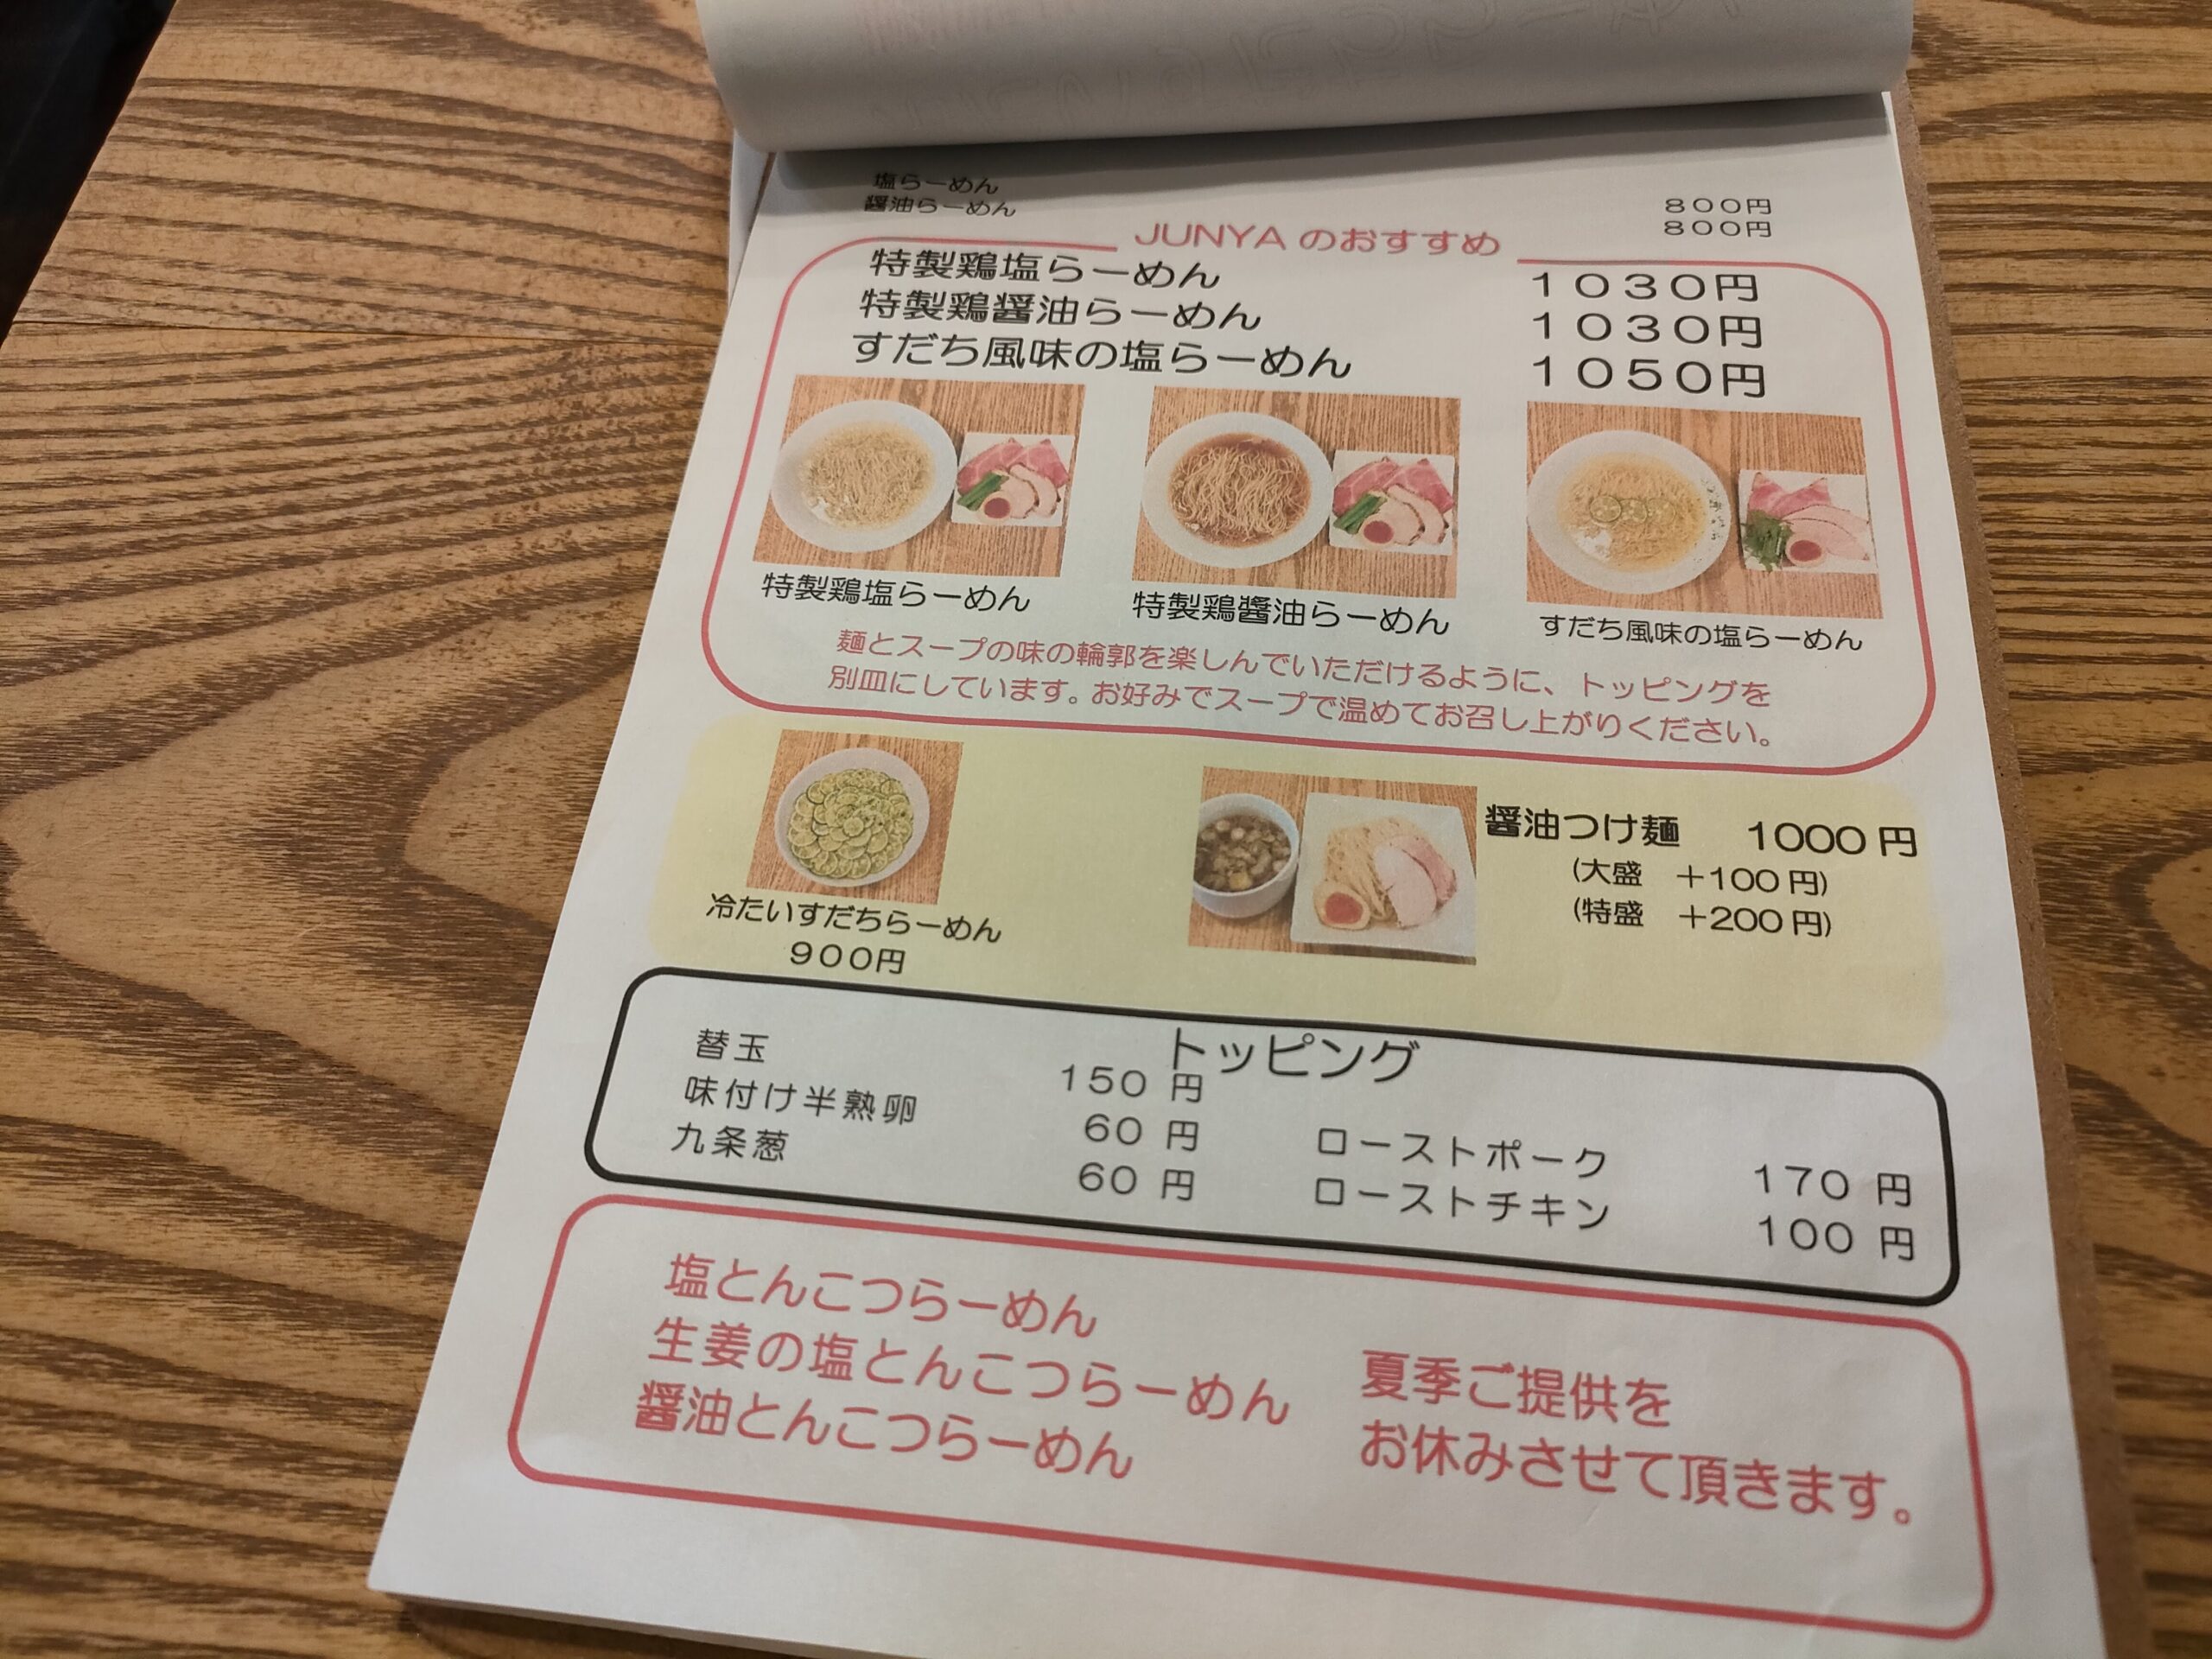 塩らーめん 800円
醤油らーめん 800円
JUNYA のおすすめ
特製鶏塩らーめん 1030円
特製鶏醤油らーめん 1030円
すだち風味の塩らーめん 1050円
特製鶏塩らーめん 特製鶏醤油らーめん すだち風味の塩らーめん
麺とスープの味の輪郭を楽しんでいただけるように、トッピングを
別皿にしています。お好みでスープで温めてお召し上がりください。
冷たいすだちらーめん
900円
醤油つけ麺 1000円
(大盛 +100円)
(特盛 +200円)
トッピング
替玉 150円
味付け半熟卵 60円
九条葱 60円
ローストポーク 170円
ローストチキン 100円
塩とんこつらーめん
生姜の塩とんこつらーめん
醤油とんこつらーめん
夏季ご提供を
お休みさせて頂きます。